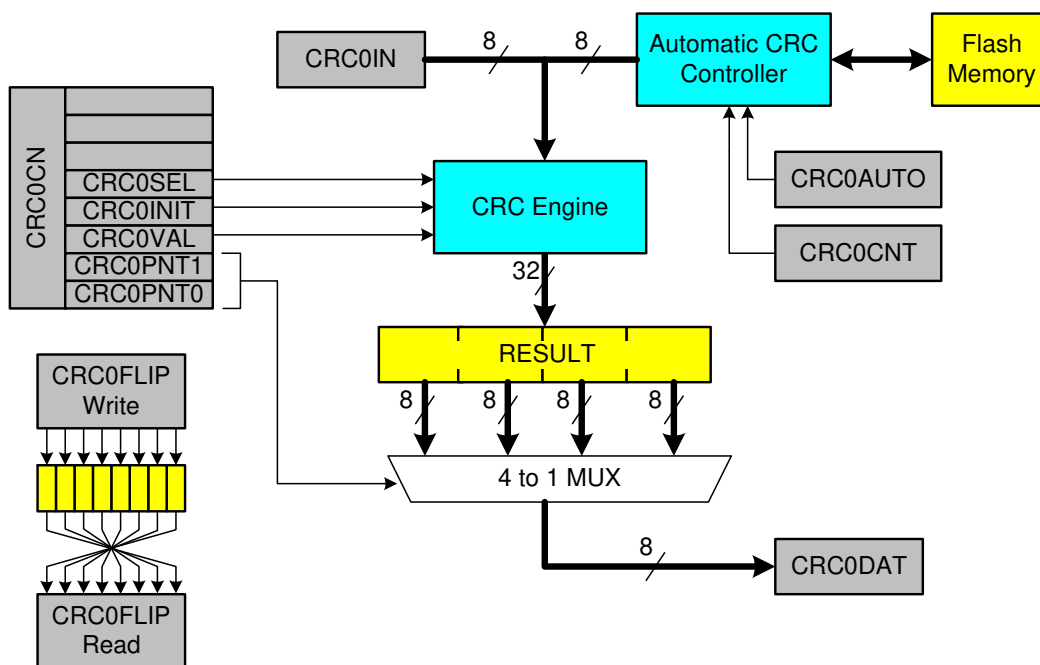 CRC0IN
8
8
Automatic CRC
Controller
Flash
Memory
CRC0CN
CRC0SEL
CRC0INIT
CRC0VAL
CRC0PNT1
CRC0PNT0
CRC Engine
CRC0AUTO
CRC0CNT
32
RESULT
8
8
8
8
4 to 1 MUX
8
CRC0DAT
CRC0FLIP
Write
CRC0FLIP
Read